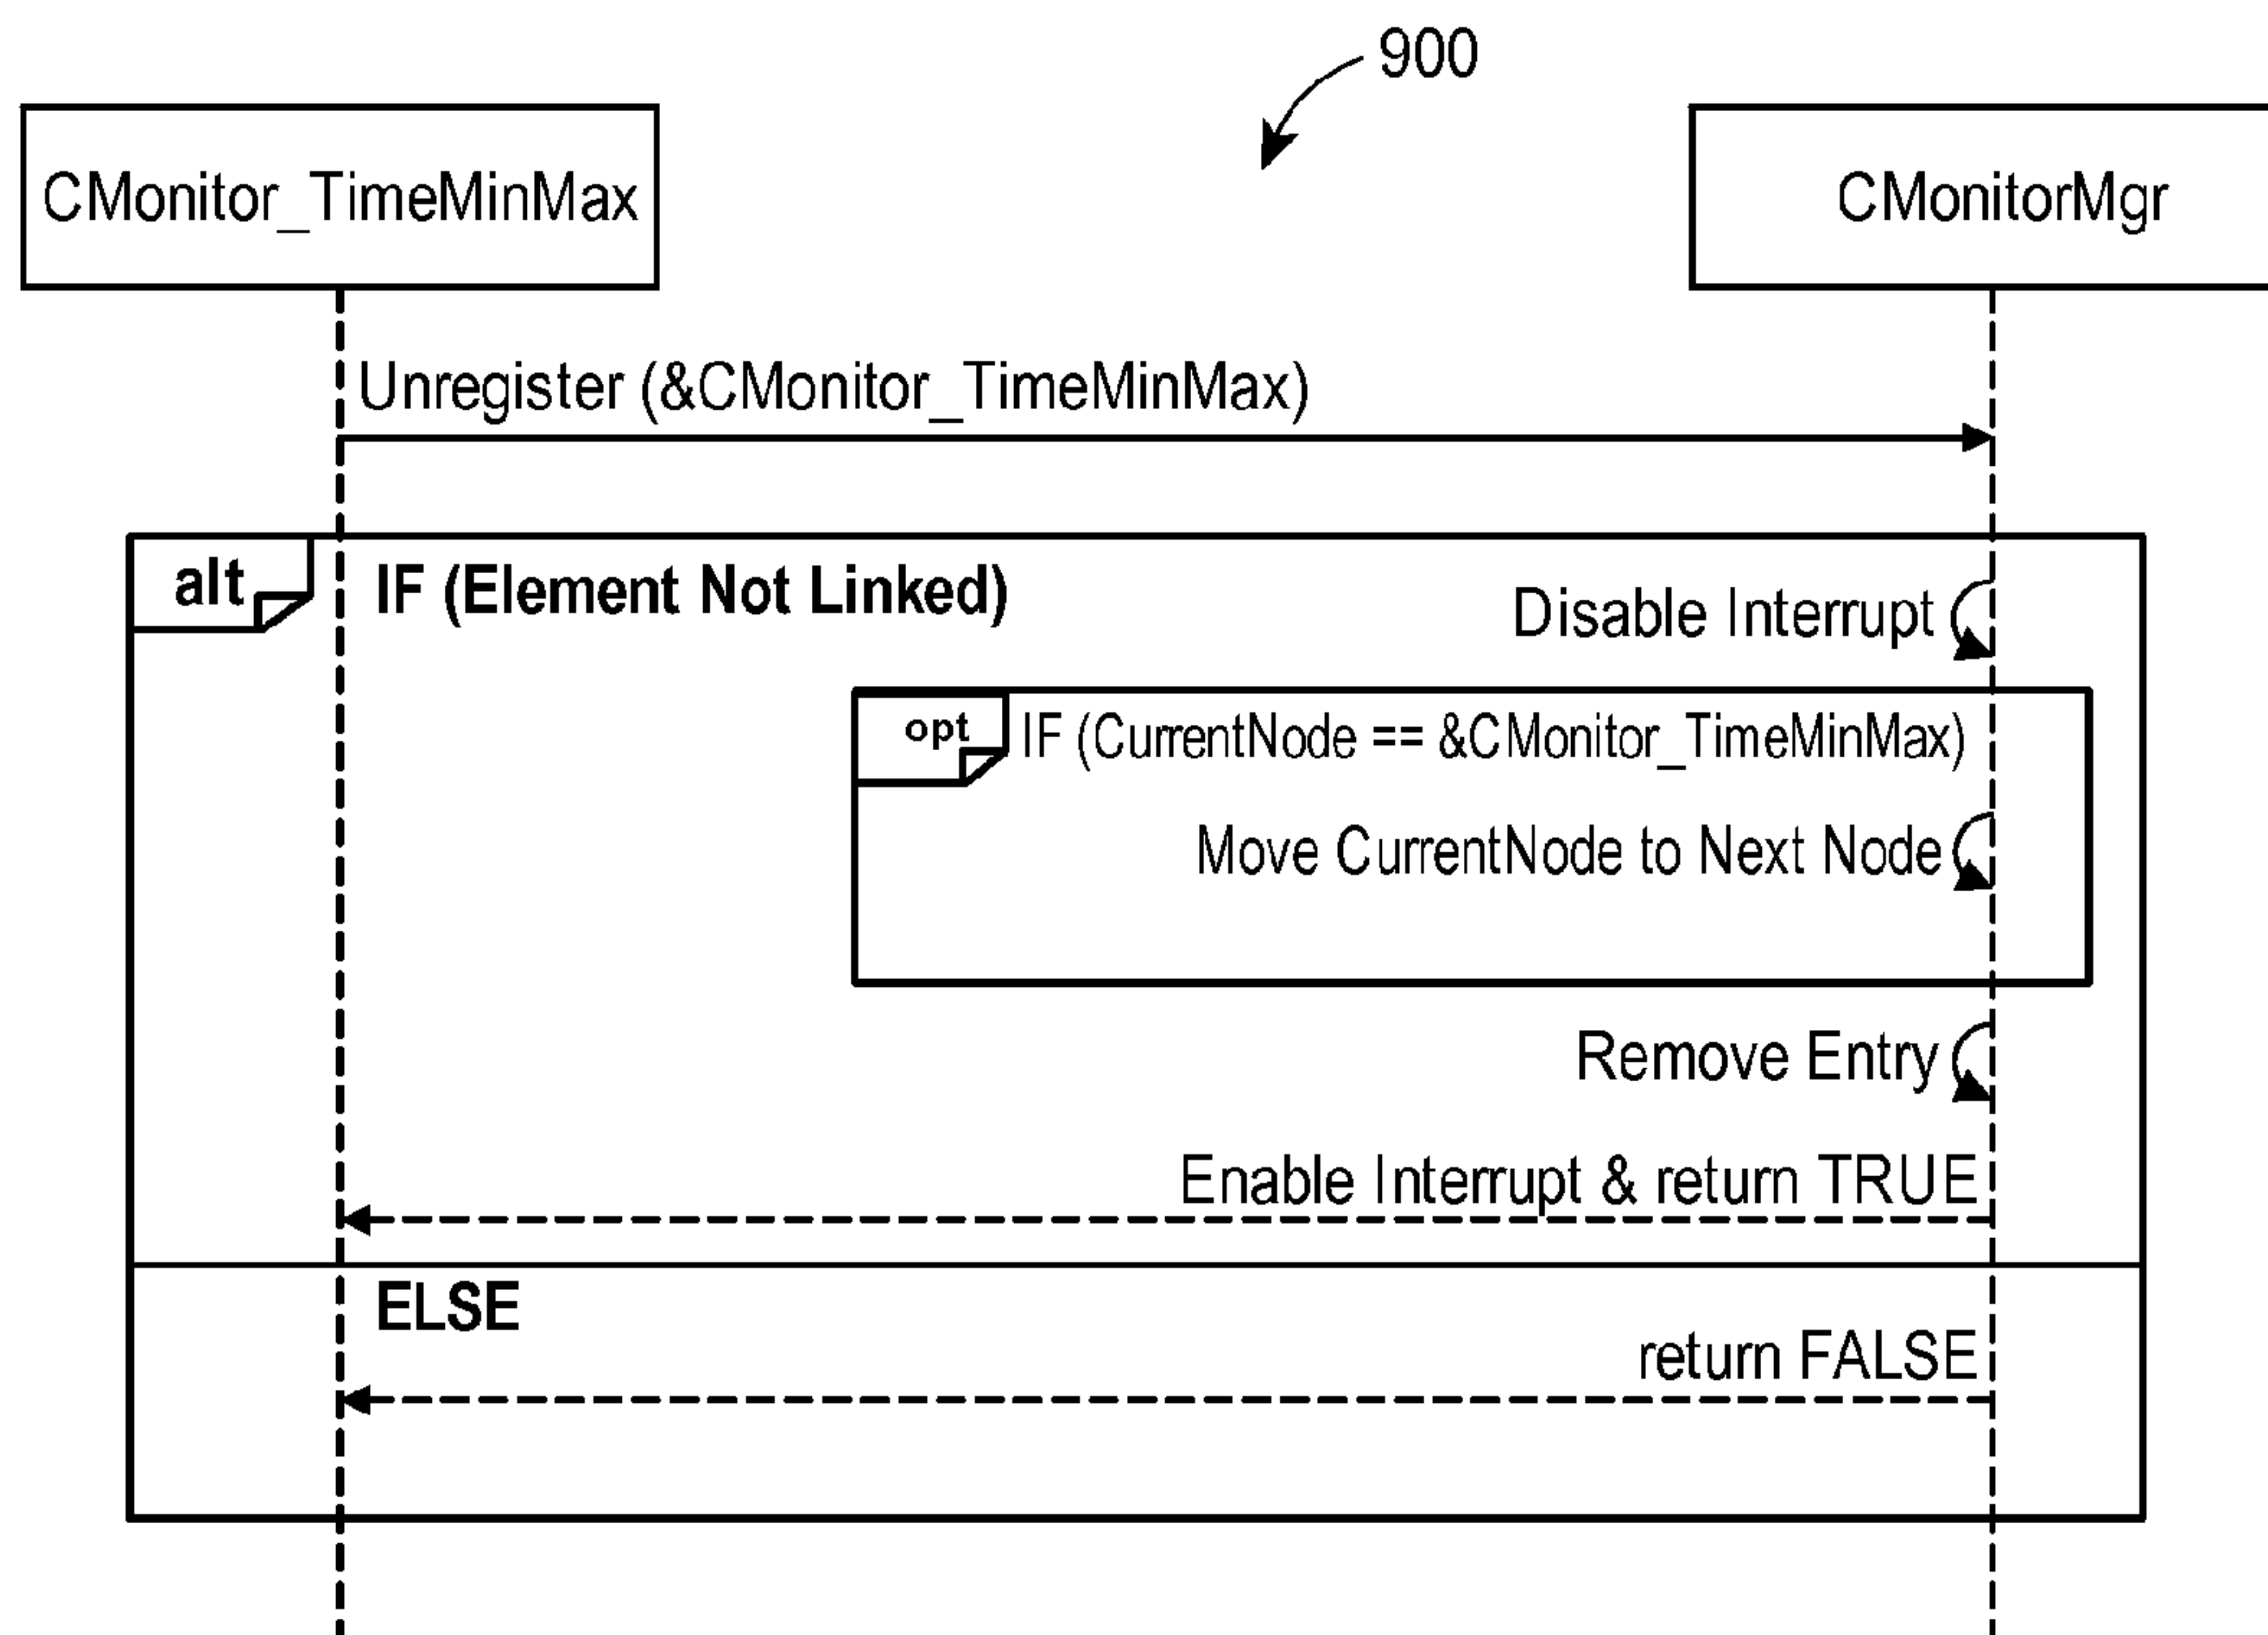 900
CMonitor_TimeMinMax
CMonitorMgr
Unregister (&CMonitor_TimeMinMax)
alt
IF (Element Not Linked)
Disable Interrupt
opt
IF (CurrentNode == &CMonitor_TimeMinMax)
Move CurrentNode to Next Node
Remove Entry
Enable Interrupt & return TRUE
ELSE
return FALSE